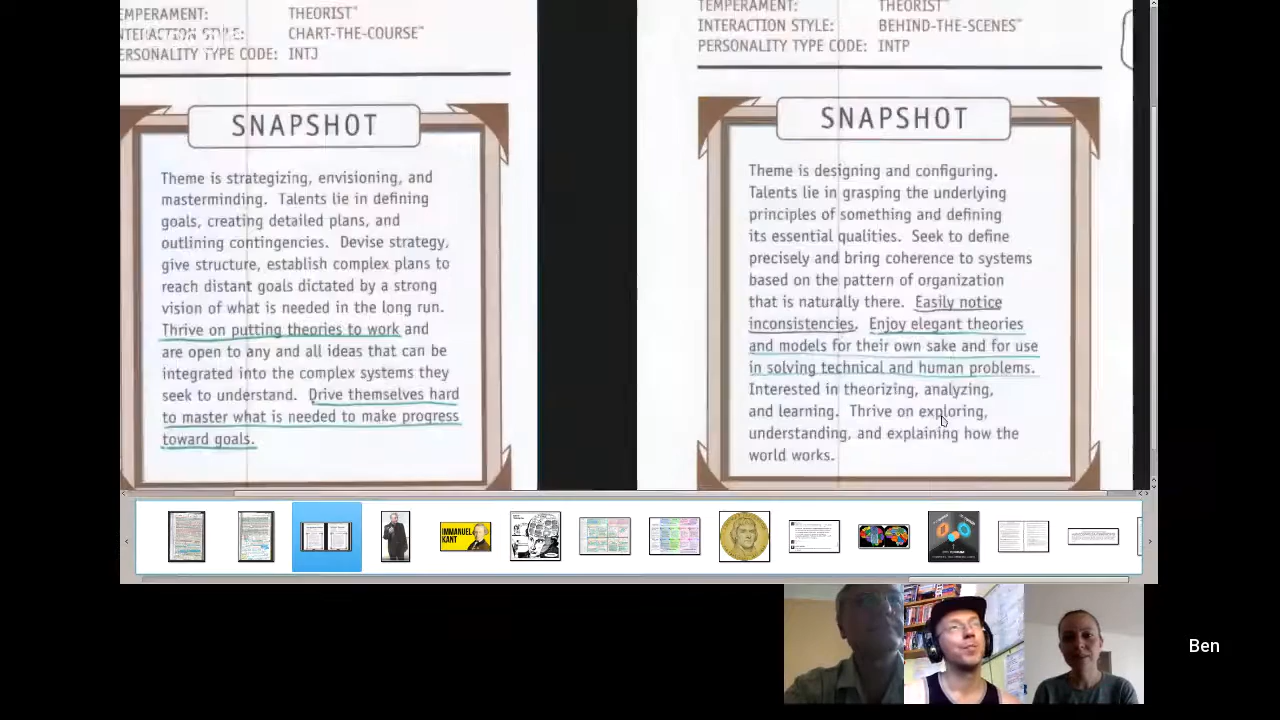 TEMPERAMENT: THEORIST™
INTERACTION STYLE: CHART-THE-COURSE™
PERSONALITY TYPE CODE: INTJ
SNAPSHOT
Theme is strategizing, envisioning, and
masterminding. Talents lie in defining
goals, creating detailed plans, and
outlining contingencies. Devise strategy,
give structure, establish complex plans to
reach distant goals dictated by a strong
vision of what is needed in the long run.
Thrive on putting theories to work and
are open to any and all ideas that can be
integrated into the complex systems they
seek to understand. Drive themselves hard
to master what is needed to make progress
toward goals.
TEMPERAMENT: THEORIST™
INTERACTION STYLE: BEHIND-THE-SCENES™
PERSONALITY TYPE CODE: INTP
SNAPSHOT
Theme is designing and configuring.
Talents lie in grasping the underlying
principles of something and defining
its essential qualities. Seek to define
precisely and bring coherence to systems
based on the pattern of organization
that is naturally there. Easily notice
inconsistencies. Enjoy elegant theories
and models for their own sake and for use
in solving technical and human problems.
Interested in theorizing, analyzing,
and learning. Thrive on exploring,
understanding, and explaining how the
world works.
IMMANUEL
KANT
Ben